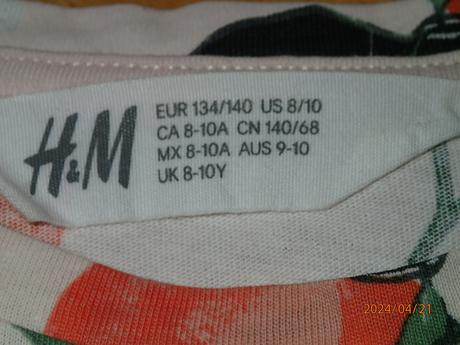 H&M
EUR 134/140 US 8/10
CA 8-10A CN 140/68
MX 8-10A AUS 9-10
UK 8-10Y
2024/04/21